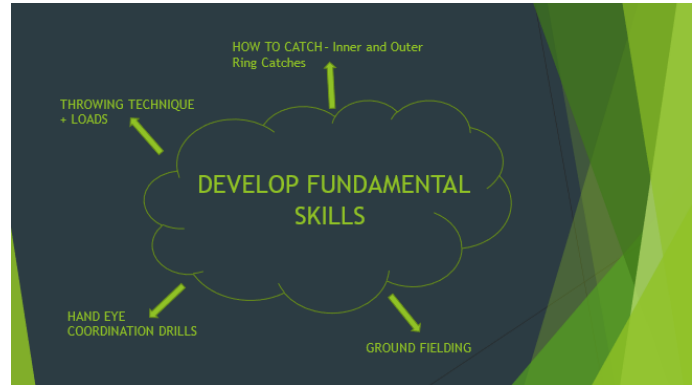 HOW TO CATCH - Inner and Outer
Ring Catches
THROWING TECHNIQUE
+ LOADS
DEVELOP FUNDAMENTAL
SKILLS
HAND EYE
COORDINATION DRILLS
GROUND FIELDING